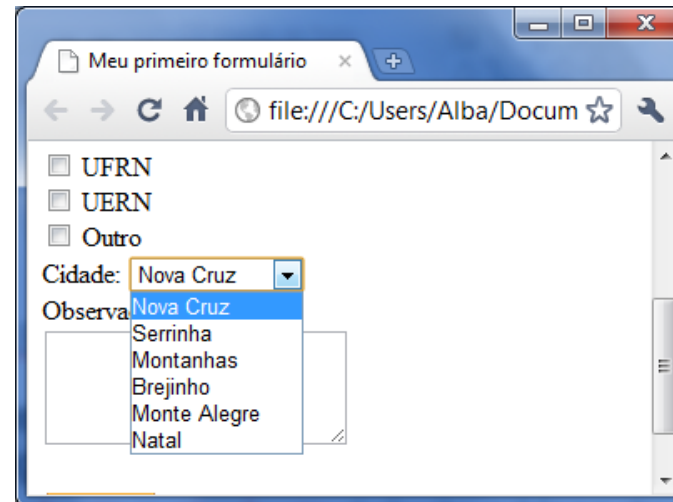 Meu primeiro formulário
file:///C:/Users/Alba/Docum
UFRN
UERN
Outro
Cidade: Nova Cruz
Observa
Nova Cruz
Serrinha
Montanhas
Brejinho
Monte Alegre
Natal